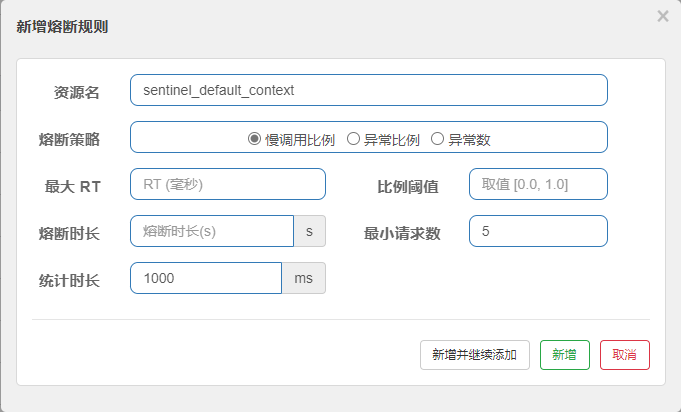 新增熔断规则
资源名 sentinel_default_context
熔断策略 慢调用比例 异常比例 异常数
最大 RT RT (毫秒) 比例阈值 取值 [0.0, 1.0]
熔断时长 熔断时长(s) s 最小请求数 5
统计时长 1000 ms
新增并继续添加 新增 取消